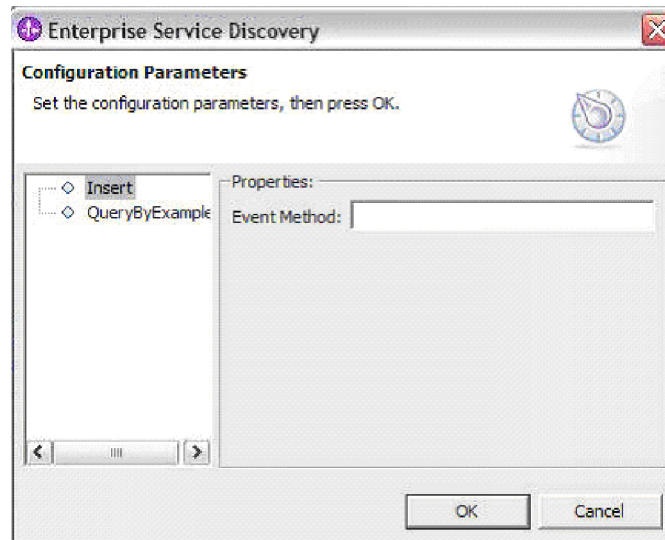 Enterprise Service Discovery
Configuration Parameters
Set the configuration parameters, then press OK.
Insert
QueryByExample
Properties:
Event Method:
OK
Cancel